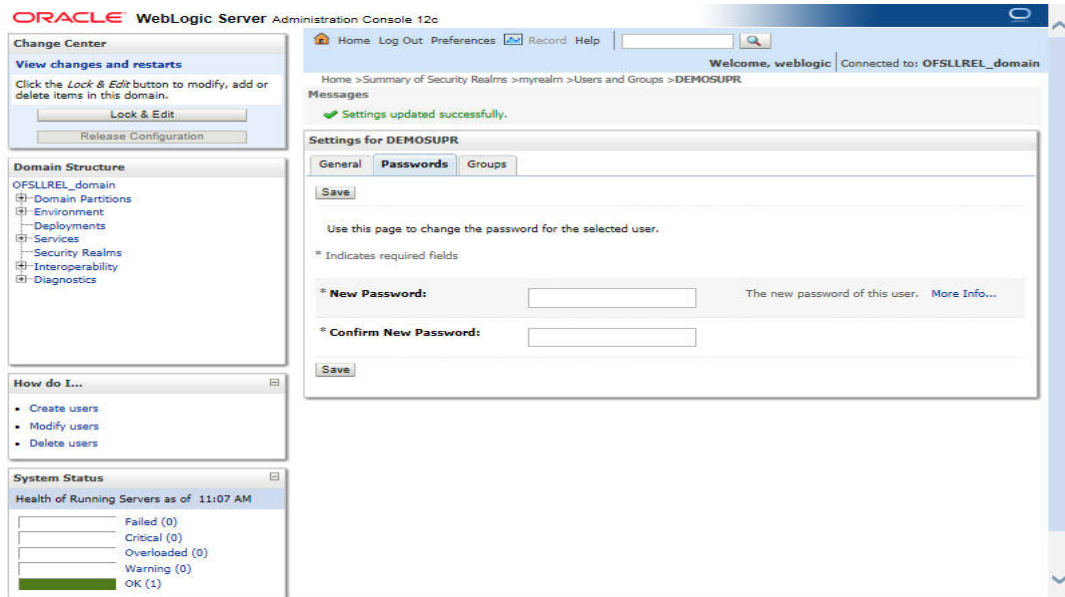 ORACLE WebLogic Server Administration Console 12c
Change Center
View changes and restarts
Click the Lock & Edit button to modify, add or
delete items in this domain.
Lock & Edit
Release Configuration
Domain Structure
OFSLLREL_domain
Domain Partitions
Environment
Deployments
Services
Security Realms
Interoperability
Diagnostics
How do I...
Create users
Modify users
Delete users
System Status
Health of Running Servers as of 11:07 AM
Failed (0)
Critical (0)
Overloaded (0)
Warning (0)
OK (1)
Home Log Out Preferences Record Help
Welcome, weblogic Connected to: OFSLLREL_domain
Home >Summary of Security Realms >myrealm >Users and Groups >DEMOSUPR
Messages
Settings updated successfully.
Settings for DEMOSUPR
General Passwords Groups
Save
Use this page to change the password for the selected user.
* Indicates required fields
* New Password: The new password of this user. More Info...
* Confirm New Password:
Save